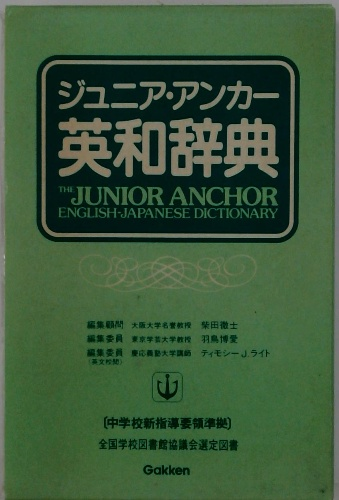 ジュニア・アンカー
英和辞典
THE JUNIOR ANCHOR
ENGLISH-JAPANESE DICTIONARY
編集顧問 大阪大学名誉教授 柴田徹士
編集委員 東京学芸大学教授 羽鳥博愛
編集委員 慶応義塾大学講師 ティモシー J. ライト
(英文校閲)
〔中学校新指導要領準拠〕
全国学校図書館協議会選定図書
Gakken